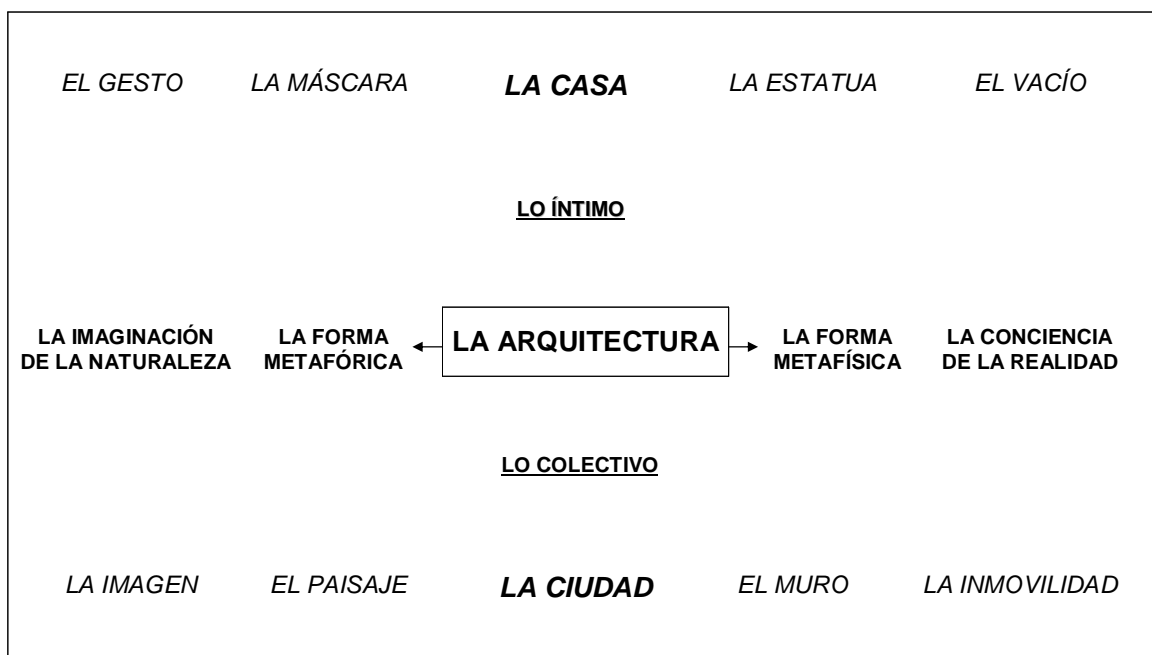 EL GESTO LA MÁSCARA LA CASA LA ESTATUA EL VACÍO
LO ÍNTIMO
LA IMAGINACIÓN LA FORMA LA ARQUITECTURA LA FORMA LA CONCIENCIA
DE LA NATURALEZA METAFÓRICA METAFÍSICA DE LA REALIDAD
LO COLECTIVO
LA IMAGEN EL PAISAJE LA CIUDAD EL MURO LA INMOVILIDAD